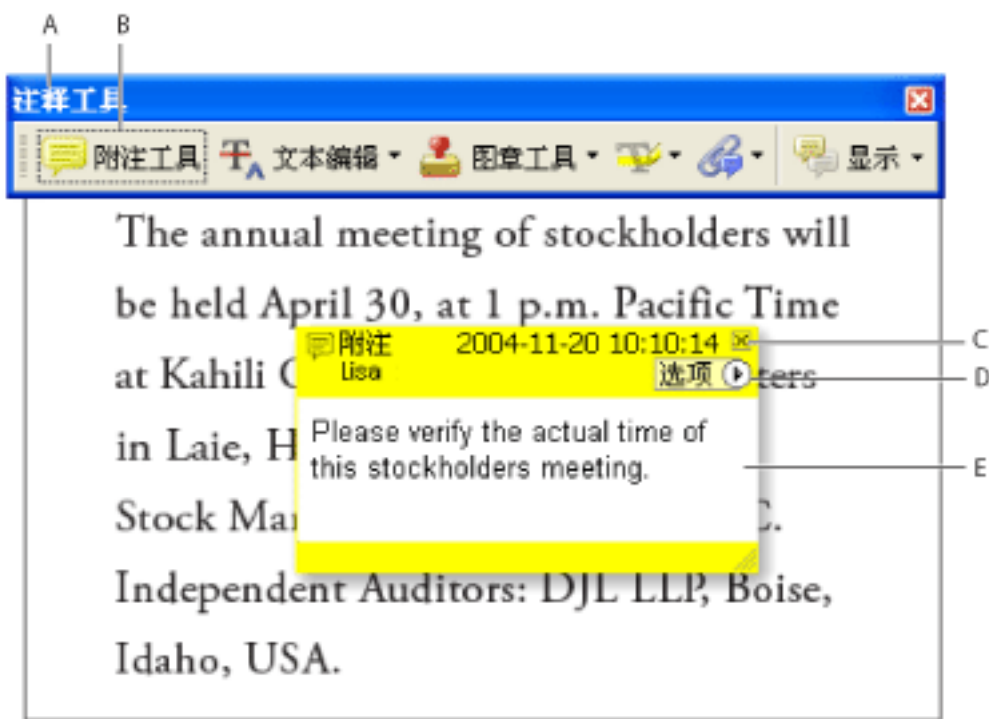 A B
注释工具
附注工具 文本编辑 图章工具 显示
The annual meeting of stockholders will
be held April 30, at 1 p.m. Pacific Time
附注 2004-11-20 10:10:14 C
at Kahili
Lisa 选项 D
Please verify the actual time of
in Laie, H
this stockholders meeting. E
Stock Ma C.
Independent Auditors: DJL LLP, Boise,
Idaho, USA.